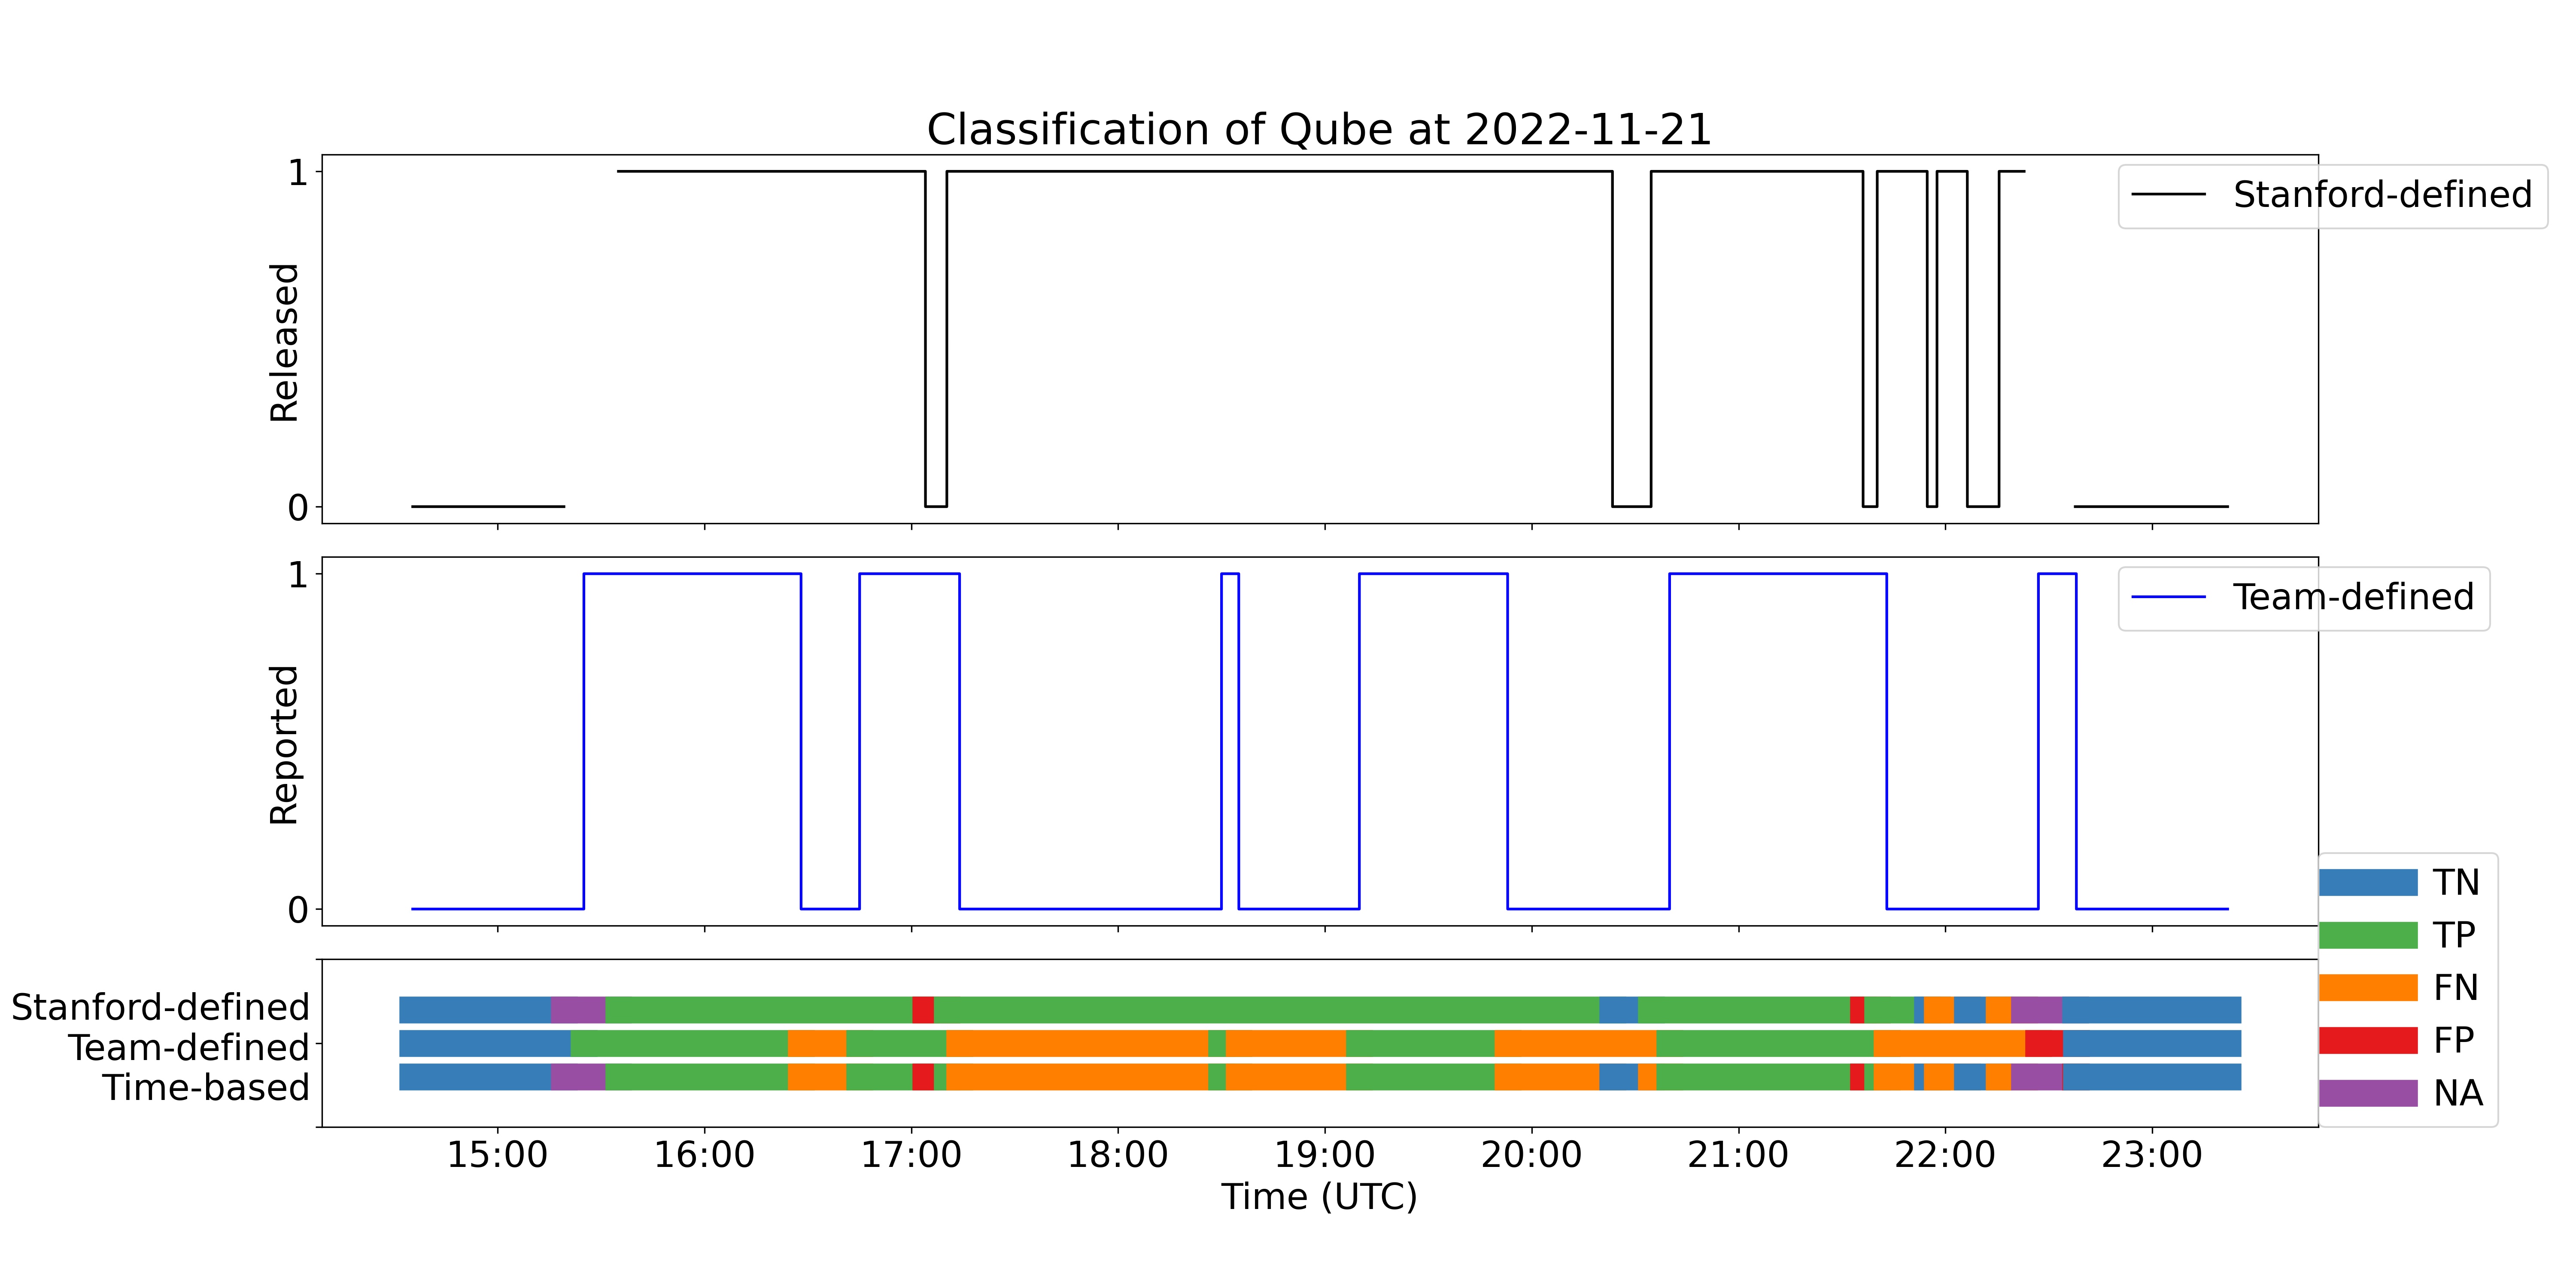 Classification of Qube at 2022-11-21
1
Released
0
Stanford-defined
1
Reported
0
Team-defined
TN
TP
FN
FP
NA
Stanford-defined
Team-defined
Time-based
15:00 16:00 17:00 18:00 19:00 20:00 21:00 22:00 23:00
Time (UTC)